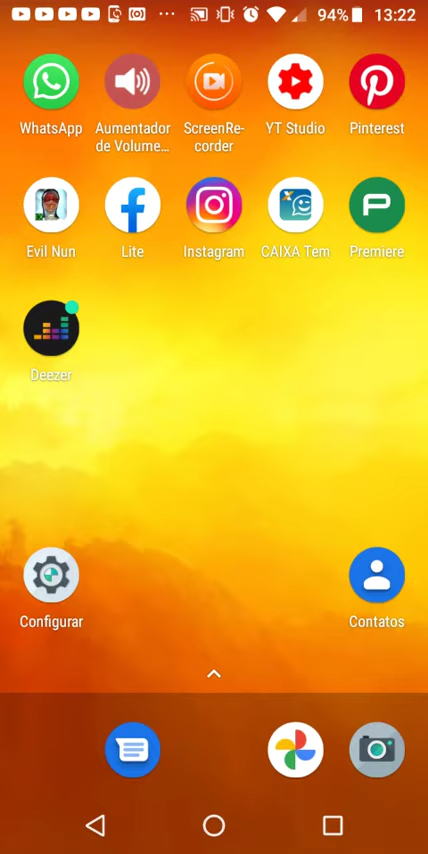 94% 13:22
WhatsApp Aumentador de Volume... ScreenRe-corder YT Studio Pinterest
Evil Nun Lite Instagram CAIXA Tem Premiere
Deezer
Configurar Contatos